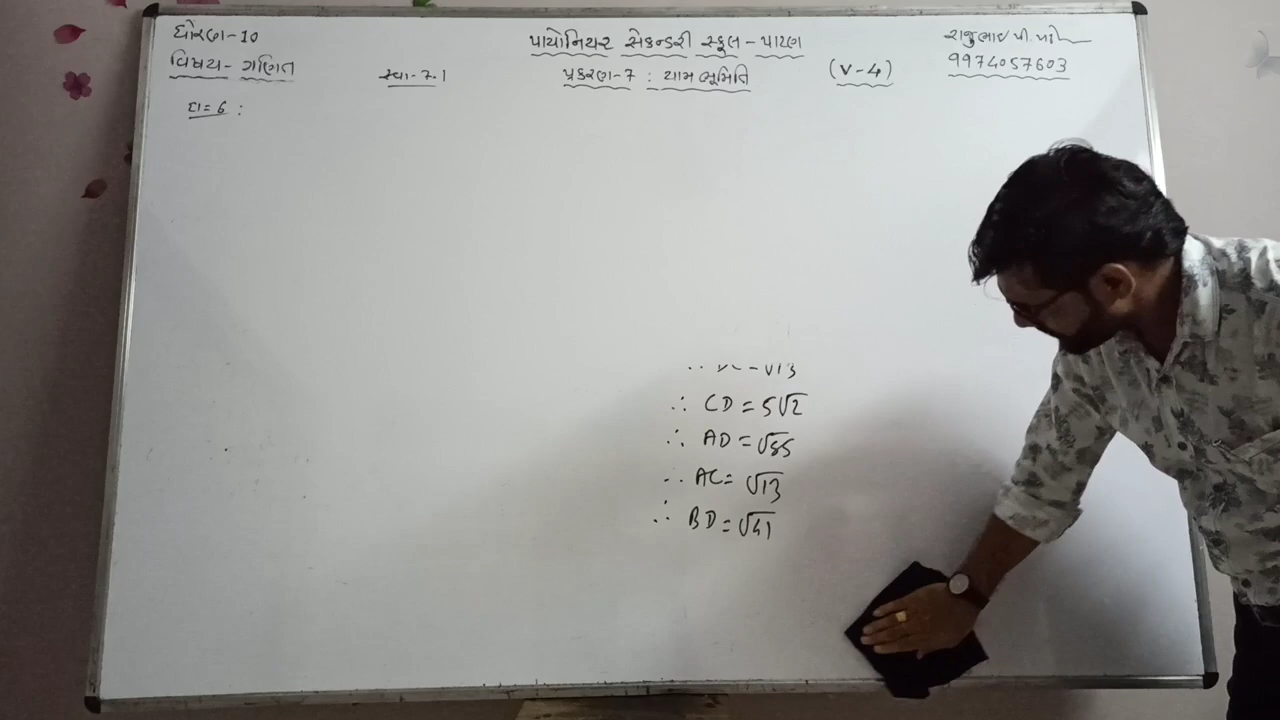 ધોરણ-10
પાયોનિયર સેકન્ડરી સ્કૂલ - પાટણ
રાજુભાઇ પી.
વિષય - ગણિત
સ્વા-7.1
પ્રકરણ-7 : યામ ભૂમિતિ
(V-4)
9974057603
દા= 6 :
∴ CD = 5√2
∴ AD = √85
∴ AC = √13
∴ BD = √41